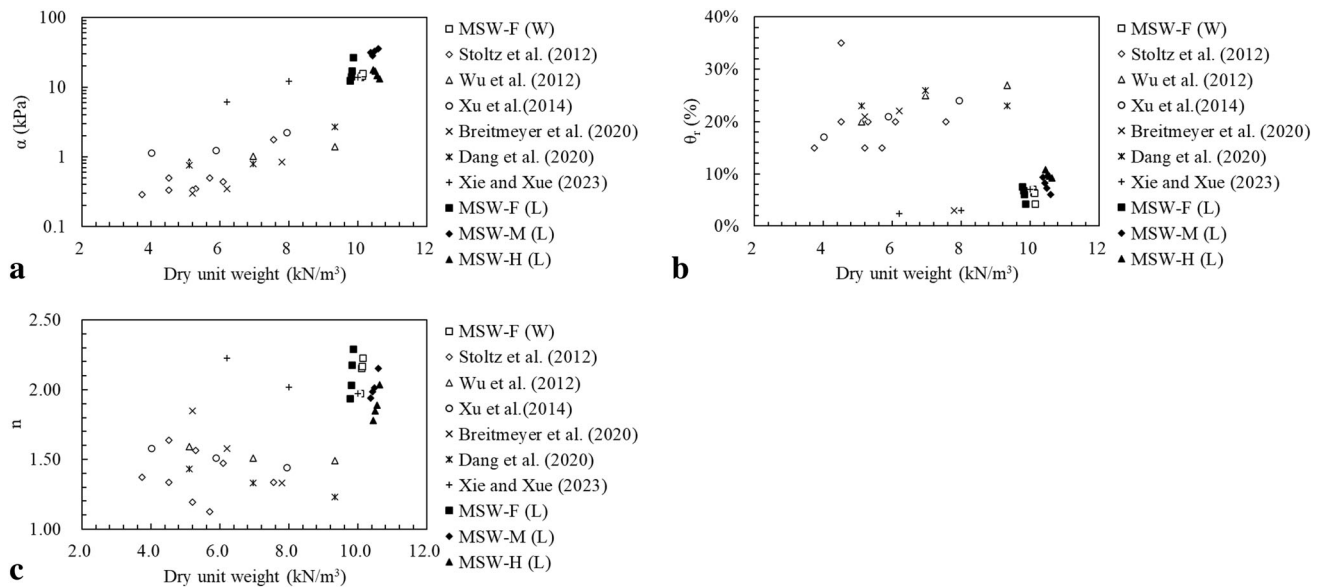 100
10
1
0.1
α (kPa)
2 4 6 8 10 12
Dry unit weight (kN/m³)
a
MSW-F (W)
Stoltz et al. (2012)
Wu et al. (2012)
Xu et al.(2014)
Breitmeyer et al. (2020)
Dang et al. (2020)
Xie and Xue (2023)
MSW-F (L)
MSW-M (L)
MSW-H (L)
40%
30%
20%
10%
0%
θr (%)
2 4 6 8 10 12
Dry unit weight (kN/m³)
b
MSW-F (W)
Stoltz et al. (2012)
Wu et al. (2012)
Xu et al. (2014)
Breitmeyer et al. (2020)
Dang et al. (2020)
Xie and Xue (2023)
MSW-F (L)
MSW-M (L)
MSW-H (L)
2.50
2.00
1.50
1.00
n
2.0 4.0 6.0 8.0 10.0 12.0
Dry unit weight (kN/m³)
c
MSW-F (W)
Stoltz et al. (2012)
Wu et al. (2012)
Xu et al.(2014)
Breitmeyer et al. (2020)
Dang et al. (2020)
Xie and Xue (2023)
MSW-F (L)
MSW-M (L)
MSW-H (L)